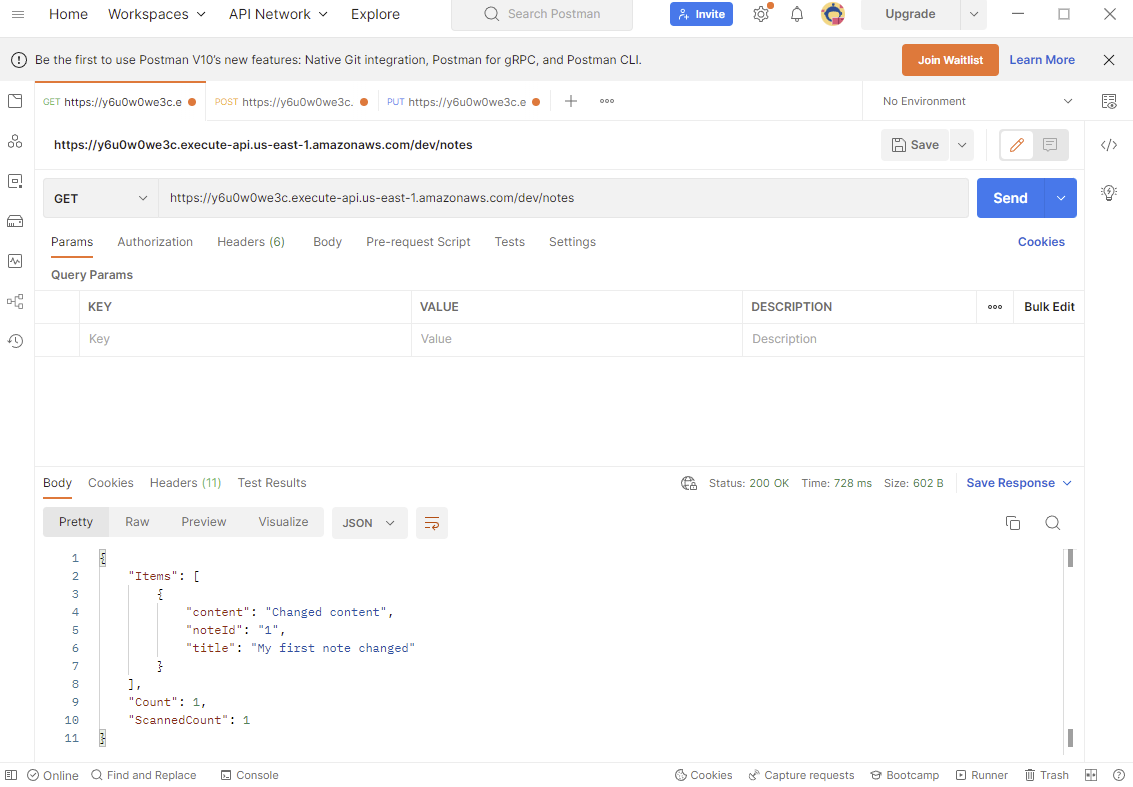 Home Workspaces API Network Explore Search Postman Invite Upgrade
Be the first to use Postman V10's new features: Native Git integration, Postman for gRPC, and Postman CLI. Join Waitlist Learn More
GET https://y6u0w0we3c.e POST https://y6u0w0we3c. PUT https://y6u0w0we3c.e No Environment
https://y6u0w0we3c.execute-api.us-east-1.amazonaws.com/dev/notes Save
GET https://y6u0w0we3c.execute-api.us-east-1.amazonaws.com/dev/notes Send
Params Authorization Headers (6) Body Pre-request Script Tests Settings Cookies
Query Params
KEY VALUE DESCRIPTION Bulk Edit
Key Value Description
Body Cookies Headers (11) Test Results Status: 200 OK Time: 728 ms Size: 602 B Save Response
Pretty Raw Preview Visualize JSON
1 {
2 "Items": [
3 {
4 "content": "Changed content",
5 "noteId": "1",
6 "title": "My first note changed"
7 }
8 ],
9 "Count": 1,
10 "ScannedCount": 1
11 }
Online Find and Replace Console Cookies Capture requests Bootcamp Runner Trash